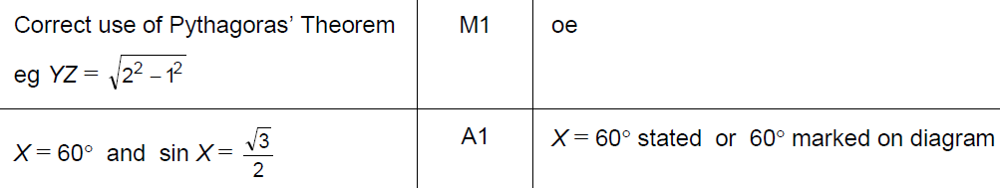 Correct use of Pythagoras’ Theorem M1 oe
eg YZ = √(2² – 1²)
X = 60° and sin X = √3/2 A1 X = 60° stated or 60° marked on diagram